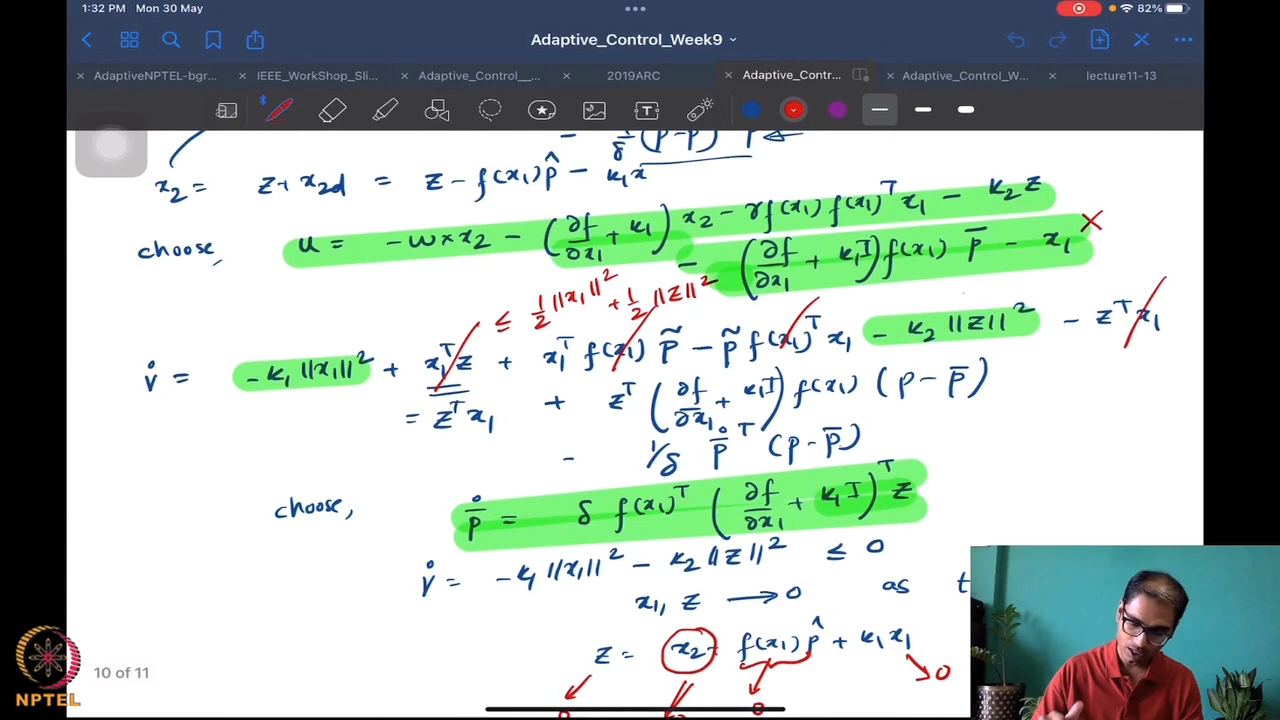 1:32 PM Mon 30 May
82%
Adaptive_Control_Week9
AdaptiveNPTEL-bgr...
IEEE_WorkShop_Sli...
Adaptive_Control__...
2019ARC
Adaptive_Contr...
Adaptive_Control_W...
lecture11-13
x₂ = z + x₂d = z - f(x₁)p̂ - k₁x
choose, u = -ω×x₂ - (∂f/∂x₁ + k₁) x₂ - γf(x₁) f(x₁)ᵀ x₁ - k₂ z
- (∂f/∂x₁ + k₁I) f(x₁) p̄ - x₁ ×
≤ ½||x₁||² + ½||z||²
V̇ = -k₁||x₁||² + x₁ᵀz + x₁ᵀ f(x₁) p̃ - p̃ f(x₁)ᵀ x₁ - k₂||z||² - zᵀx₁
= zᵀx₁ + zᵀ (∂f/∂x₁ + k₁I) f(x₁) (p - p̄)
- 1/δ p̄̇ᵀ (p - p̄)
choose, p̄̇ = δ f(x₁)ᵀ (∂f/∂x₁ + k₁I)ᵀ z
V̇ = -k₁||x₁||² - k₂||z||² ≤ 0
x₁, z → 0 as t
z = x₂ f(x₁)p̂ + k₁x₁
→ 0
10 of 11
NPTEL